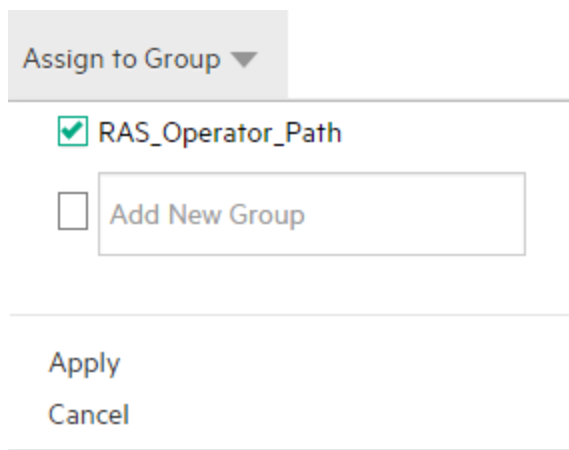 Assign to Group
RAS_Operator_Path
Add New Group
Apply
Cancel